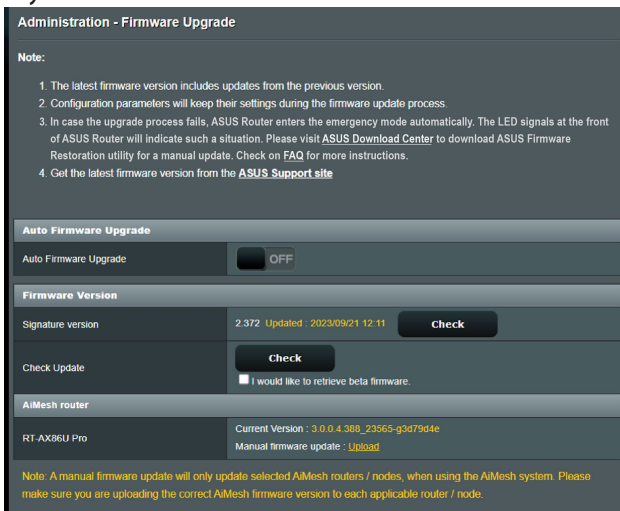 Administration - Firmware Upgrade
Note:
1. The latest firmware version includes updates from the previous version.
2. Configuration parameters will keep their settings during the firmware update process.
3. In case the upgrade process fails, ASUS Router enters the emergency mode automatically. The LED signals at the front
of ASUS Router will indicate such a situation. Please visit ASUS Download Center to download ASUS Firmware
Restoration utility for a manual update. Check on FAQ for more instructions.
4. Get the latest firmware version from the ASUS Support site
Auto Firmware Upgrade
Auto Firmware Upgrade OFF
Firmware Version
Signature version 2.372 Updated : 2023/09/21 12:11 Check
Check Update Check
I would like to retrieve beta firmware.
AiMesh router
RT-AX86U Pro Current Version : 3.0.0.4.388_23565-g3d79d4e
Manual firmware update : Upload
Note: A manual firmware update will only update selected AiMesh routers / nodes, when using the AiMesh system. Please
make sure you are uploading the correct AiMesh firmware version to each applicable router / node.